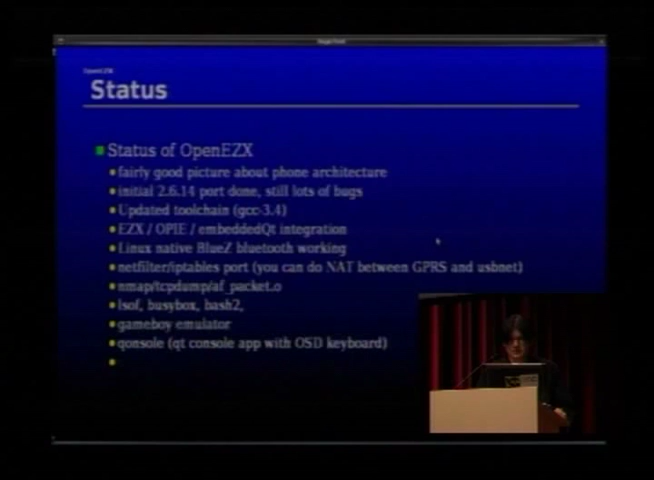 OpenEZX
Status
Status of OpenEZX
fairly good picture about phone architecture
initial 2.6.14 port done, still lots of bugs
Updated toolchain (gcc-3.4)
EZX / OPIE / embeddedQt integration
Linux native BlueZ bluetooth working
netfilter/iptables port (you can do NAT between GPRS and usbnet)
nmap/tcpdump/af_packet.o
lsof, busybox, bash2,
gameboy emulator
qonsole (qt console app with OSD keyboard)